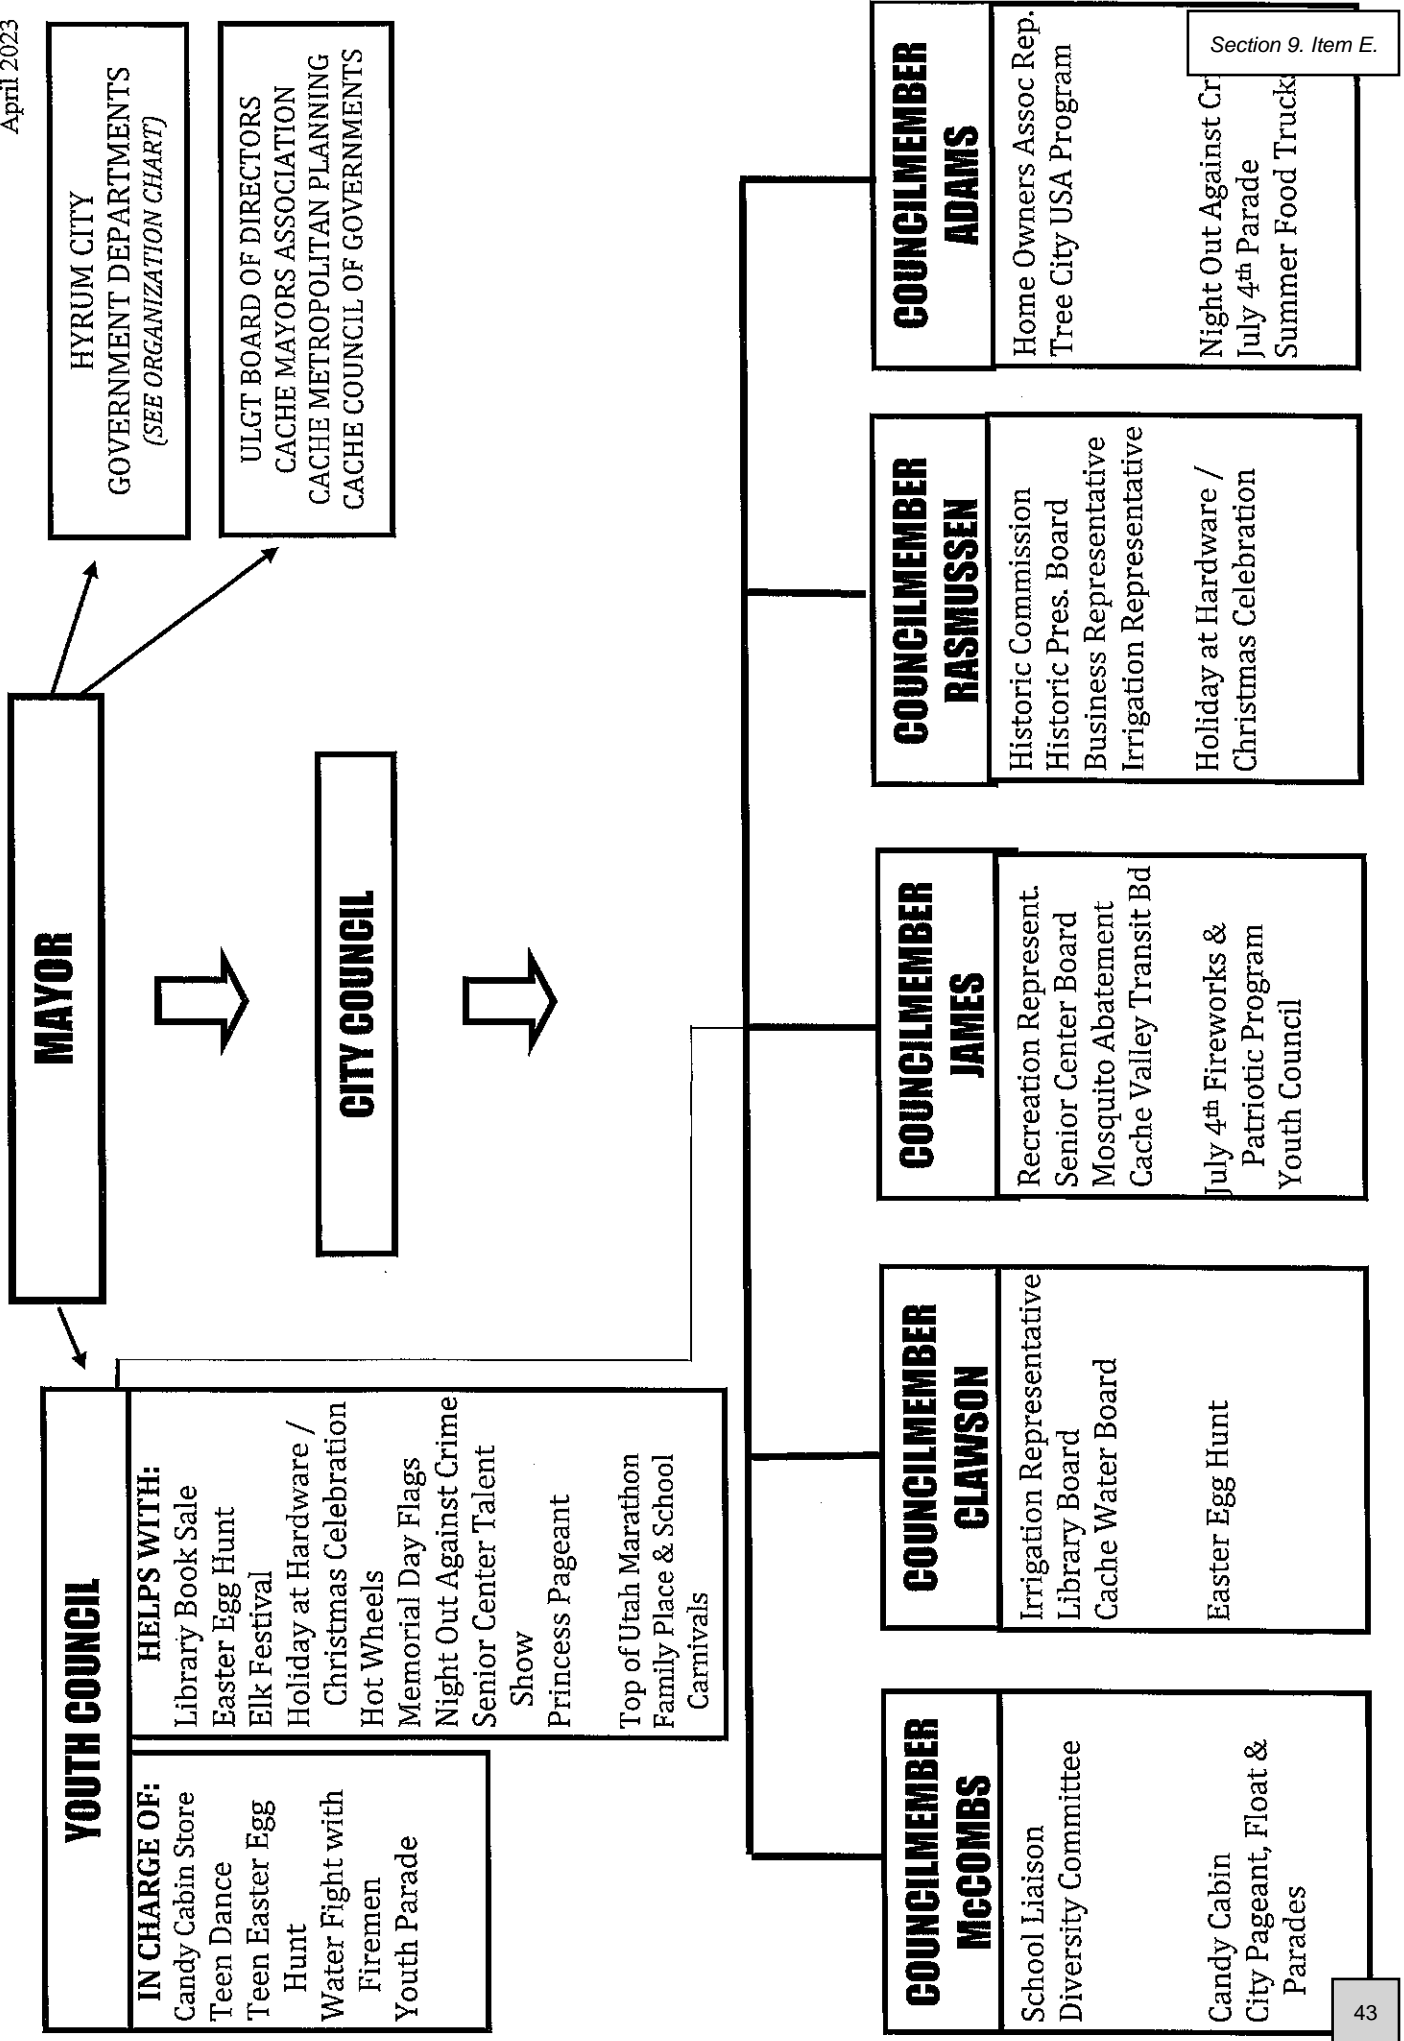 April 2023
HYRUM CITY
GOVERNMENT DEPARTMENTS
(SEE ORGANIZATION CHART)
ULGT BOARD OF DIRECTORS
CACHE MAYORS ASSOCIATION
CACHE METROPOLITAN PLANNING
CACHE COUNCIL OF GOVERNMENTS
MAYOR
CITY COUNCIL
YOUTH COUNCIL
IN CHARGE OF:
Candy Cabin Store
Teen Dance
Teen Easter Egg
Hunt
Water Fight with
Firemen
Youth Parade
HELPS WITH:
Library Book Sale
Easter Egg Hunt
Elk Festival
Holiday at Hardware /
Christmas Celebration
Hot Wheels
Memorial Day Flags
Night Out Against Crime
Senior Center Talent
Show
Princess Pageant
Top of Utah Marathon
Family Place & School
Carnivals
COUNCILMEMBER
McCOMBS
School Liaison
Diversity Committee
Candy Cabin
City Pageant, Float &
Parades
COUNCILMEMBER
CLAWSON
Irrigation Representative
Library Board
Cache Water Board
Easter Egg Hunt
COUNCILMEMBER
JAMES
Recreation Represent.
Senior Center Board
Mosquito Abatement
Cache Valley Transit Bd
July 4th Fireworks &
Patriotic Program
Youth Council
COUNCILMEMBER
RASMUSSEN
Historic Commission
Historic Pres. Board
Business Representative
Irrigation Representative
Holiday at Hardware /
Christmas Celebration
COUNCILMEMBER
ADAMS
Home Owners Assoc Rep.
Tree City USA Program
Night Out Against Cr
July 4th Parade
Summer Food Truck
Section 9. Item E.
43